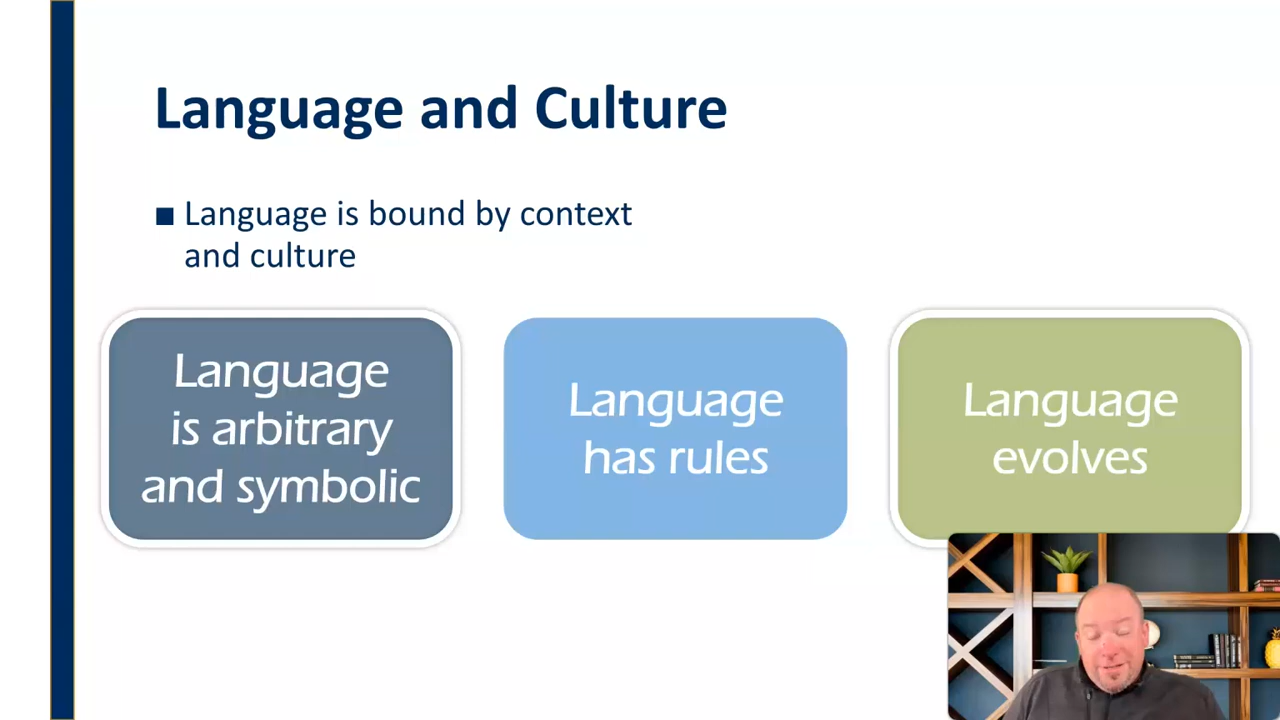 Language and Culture
■ Language is bound by context
and culture
Language
is arbitrary
and symbolic
Language
has rules
Language
evolves